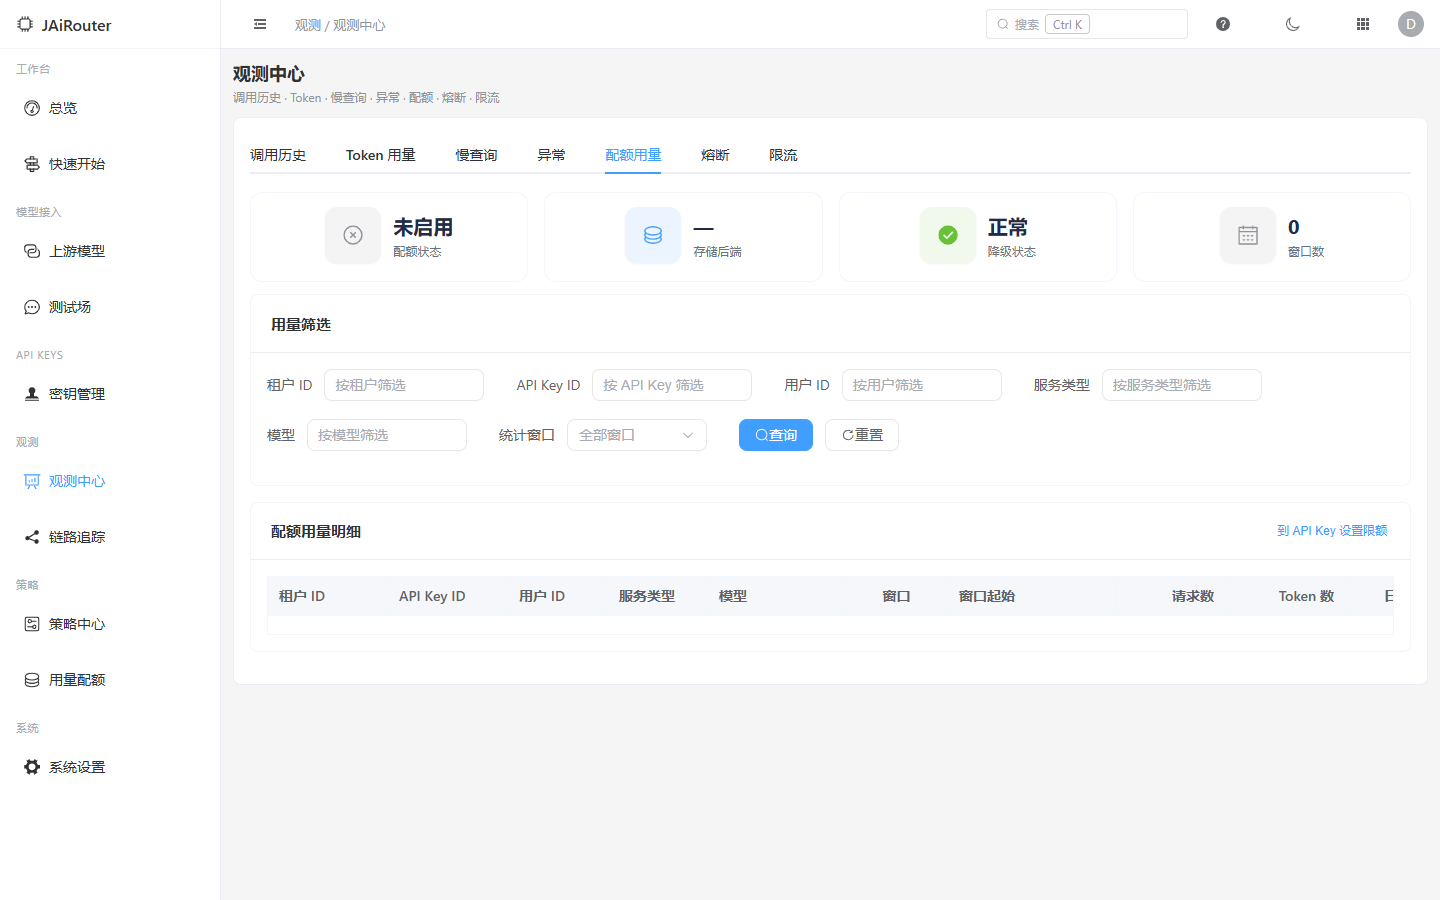 JAiRouter
观测 / 观测中心
搜索 Ctrl K
D
工作台
总览
快速开始
模型接入
上游模型
测试场
API KEYS
密钥管理
观测
观测中心
链路追踪
策略
策略中心
用量配额
系统
系统设置
观测中心
调用历史 · Token · 慢查询 · 异常 · 配额 · 熔断 · 限流
调用历史 Token 用量 慢查询 异常 配额用量 熔断 限流
未启用
配额状态
—
存储后端
正常
降级状态
0
窗口数
用量筛选
租户 ID 按租户筛选 API Key ID 按 API Key 筛选 用户 ID 按用户筛选 服务类型 按服务类型筛选
模型 按模型筛选 统计窗口 全部窗口 查询 重置
配额用量明细 到 API Key 设置限额
租户 ID API Key ID 用户 ID 服务类型 模型 窗口 窗口起始 请求数 Token 数